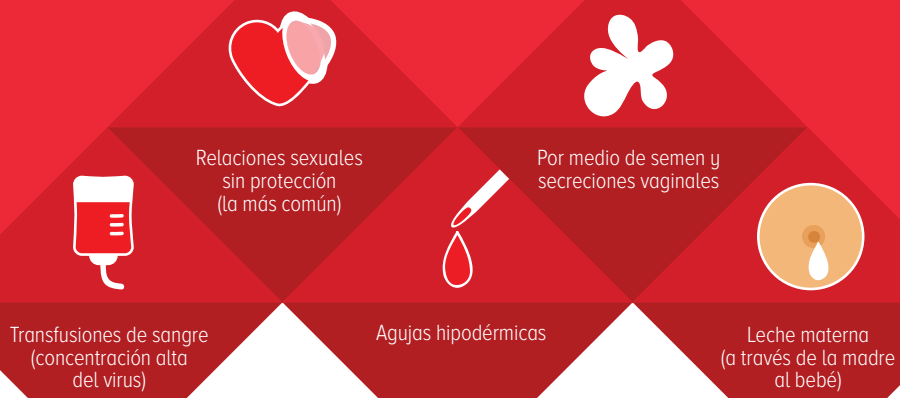 Relaciones sexuales
sin protección
(la más común)
Por medio de semen y
secreciones vaginales
Transfusiones de sangre
(concentración alta
del virus)
Agujas hipodérmicas
Leche materna
(a través de la madre
al bebé)